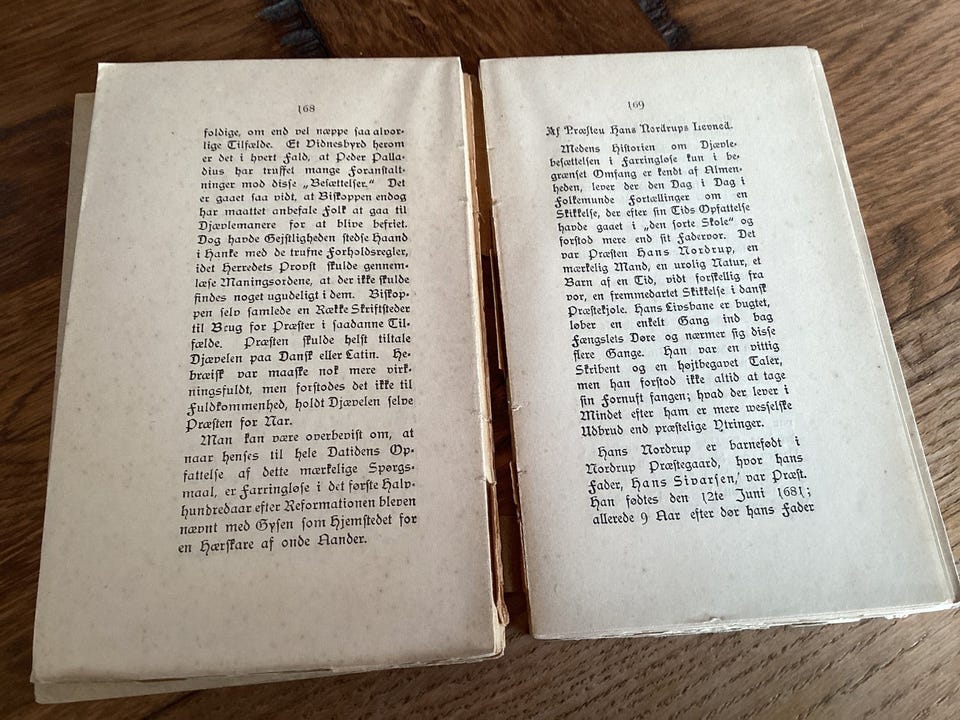 168
foldige, om end vel næppe saa alvor-
lige Tilfælde. Et Vidnesbyrd herom
er det i hvert Fald, at Peder Palla-
dius har truffet mange Foranstalt-
ninger mod disse „Besættelser.“ Det
er gaaet saa vidt, at Biskoppen endog
har maattet anbefale Folk at gaa til
Djævlemanere for at blive befriet.
Dog havde Gejstligheden stedse Haand
i Hanke med de trufne Forholdsregler,
idet Herredets Provst skulde gennem-
læse Maningsordene, at der ikke skulde
findes noget ugudeligt i dem. Biskop-
pen selv samlede en Række Skriftsteder
til Brug for Præster i saadanne Til-
fælde. Præsten skulde helst tiltale
Djævelen paa Dansk eller Latin. He-
bræisk var maaske nok mere virk-
ningsfuldt, men forstodes det ikke til
Fuldkommenhed, holdt Djævelen selve
Præsten for Nar.
Man kan være overbevist om, at
naar henses til hele Datidens Op-
fattelse af dette mærkelige Spørgs-
maal, er Farringløse i det første Halv-
hundredaar efter Reformationen bleven
nævnt med Gysen som Hjemstedet for
en Hærskare af onde Aander.
169
Af Præsten Hans Nordrups Levned.
Medens Historien om Djævle-
besættelsen i Farringløse kun i be-
grænset Omfang er kendt af Almen-
heden, lever der den Dag i Dag i
Folkemunde Fortællinger om en
Skikkelse, der efter sin Tids Opfattelse
havde gaaet i „den sorte Skole“ og
forstod mere end sit Fadervor. Det
var Præsten Hans Nordrup, en
mærkelig Mand, en urolig Natur, et
Barn af en Tid, vidt forskellig fra
vor, en fremmedartet Skikkelse i dansk
Præstekjole. Hans Livsbane er bugtet,
løber en enkelt Gang ind bag
Fængslets Døre og nærmer sig disse
flere Gange. Han var en vittig
Skribent og en højtbegavet Taler,
men han forstod ikke altid at tage
sin Fornuft fangen; hvad der lever i
Mindet efter ham er mere wesselske
Udbrud end præstelige Ytringer.
Hans Nordrup er barnefødt i
Nordrup Præstegaard, hvor hans
Fader, Hans Sivarsen, var Præst.
Han fødtes den 12te Juni 1681;
allerede 9 Aar efter dør hans Fader